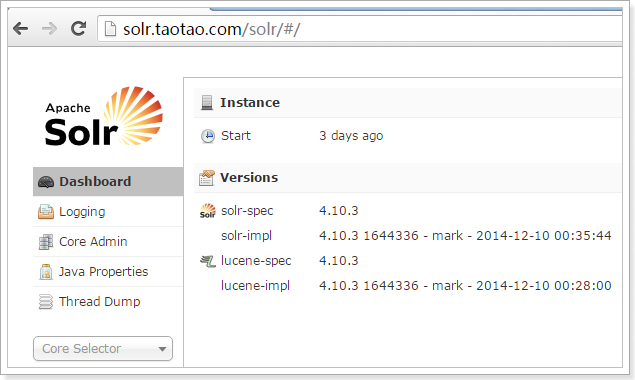 solr.taotao.com/solr/#/
Apache
Solr
Dashboard
Logging
Core Admin
Java Properties
Thread Dump
Core Selector
Instance
Start 3 days ago
Versions
Solr solr-spec 4.10.3
solr-impl 4.10.3 1644336 - mark - 2014-12-10 00:35:44
lucene-spec 4.10.3
lucene-impl 4.10.3 1644336 - mark - 2014-12-10 00:28:00